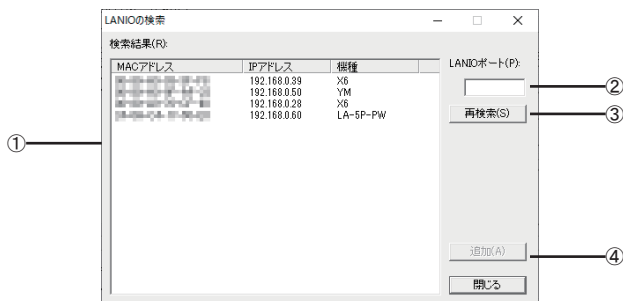 LANIOの検索
検索結果(R):
MACアドレス IPアドレス 機種
192.168.0.39 X6
192.168.0.50 YM
192.168.0.28 X6
192.168.0.60 LA-5P-PW
LANIOポート(P):
再検索(S)
追加(A)
閉じる
①
②
③
④